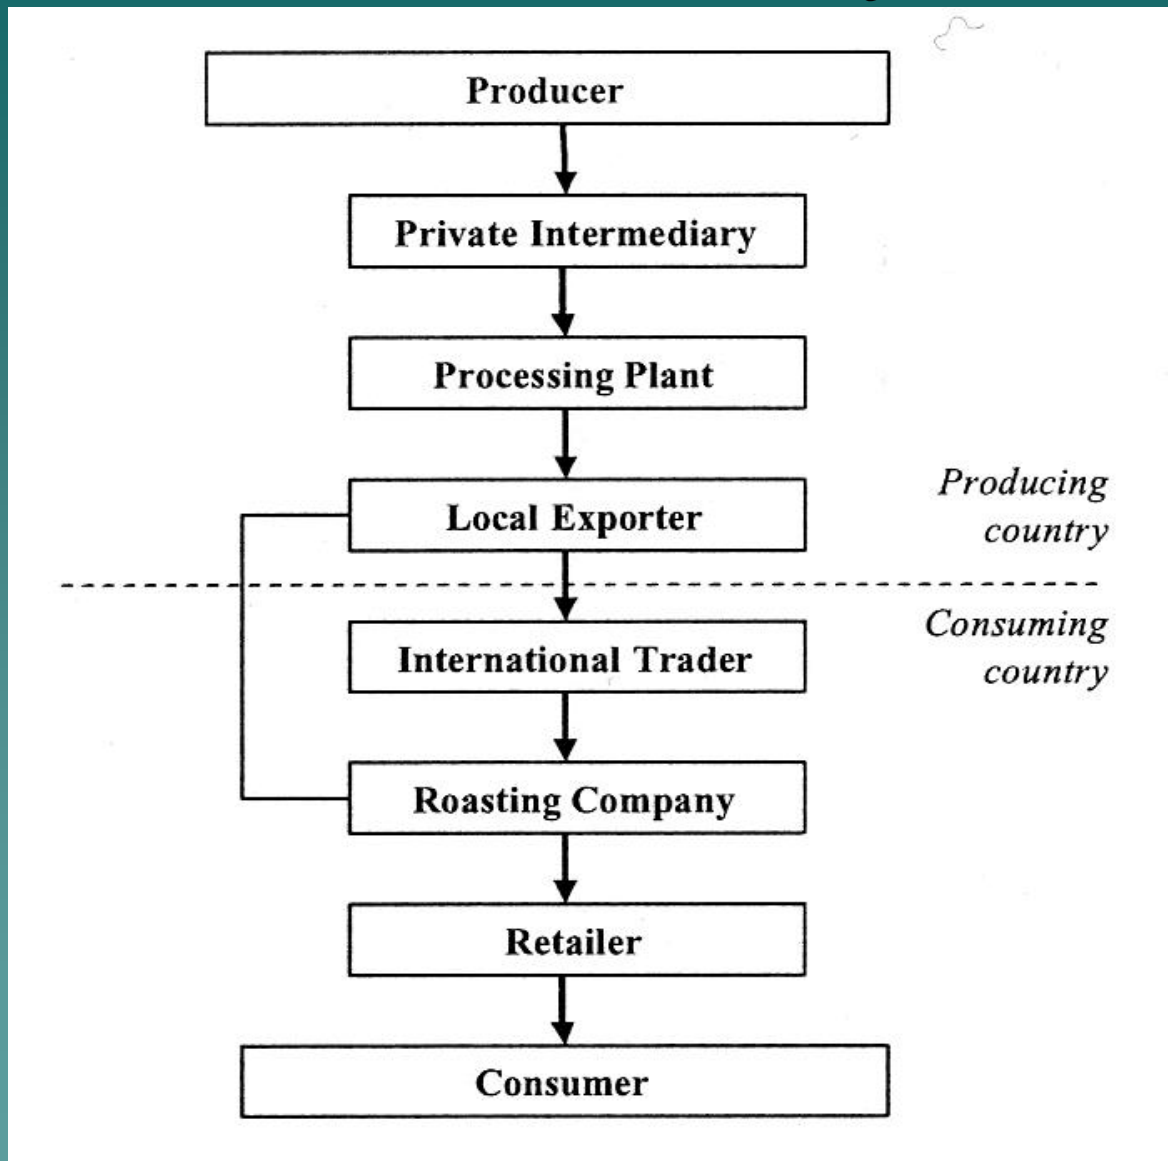 Producer
Private Intermediary
Processing Plant
Local Exporter
Producing
country
Consuming
country
International Trader
Roasting Company
Retailer
Consumer